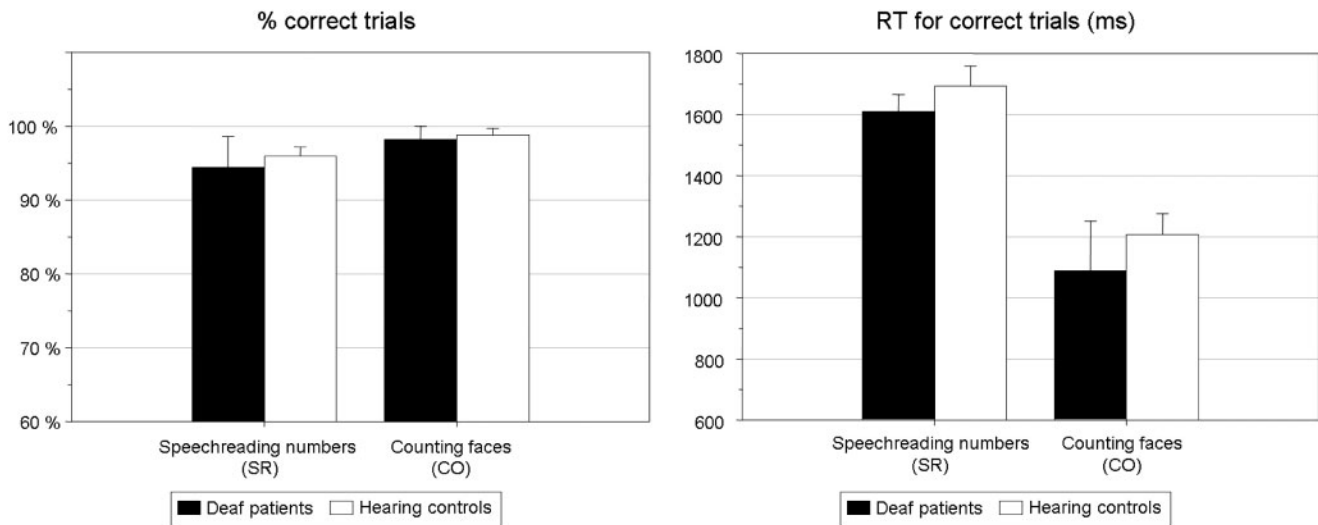 % correct trials
100 %
90 %
80 %
70 %
60 %
Speechreading numbers
(SR)
Counting faces
(CO)
Deaf patients
Hearing controls
RT for correct trials (ms)
1800
1600
1400
1200
1000
800
600
Speechreading numbers
(SR)
Counting faces
(CO)
Deaf patients
Hearing controls